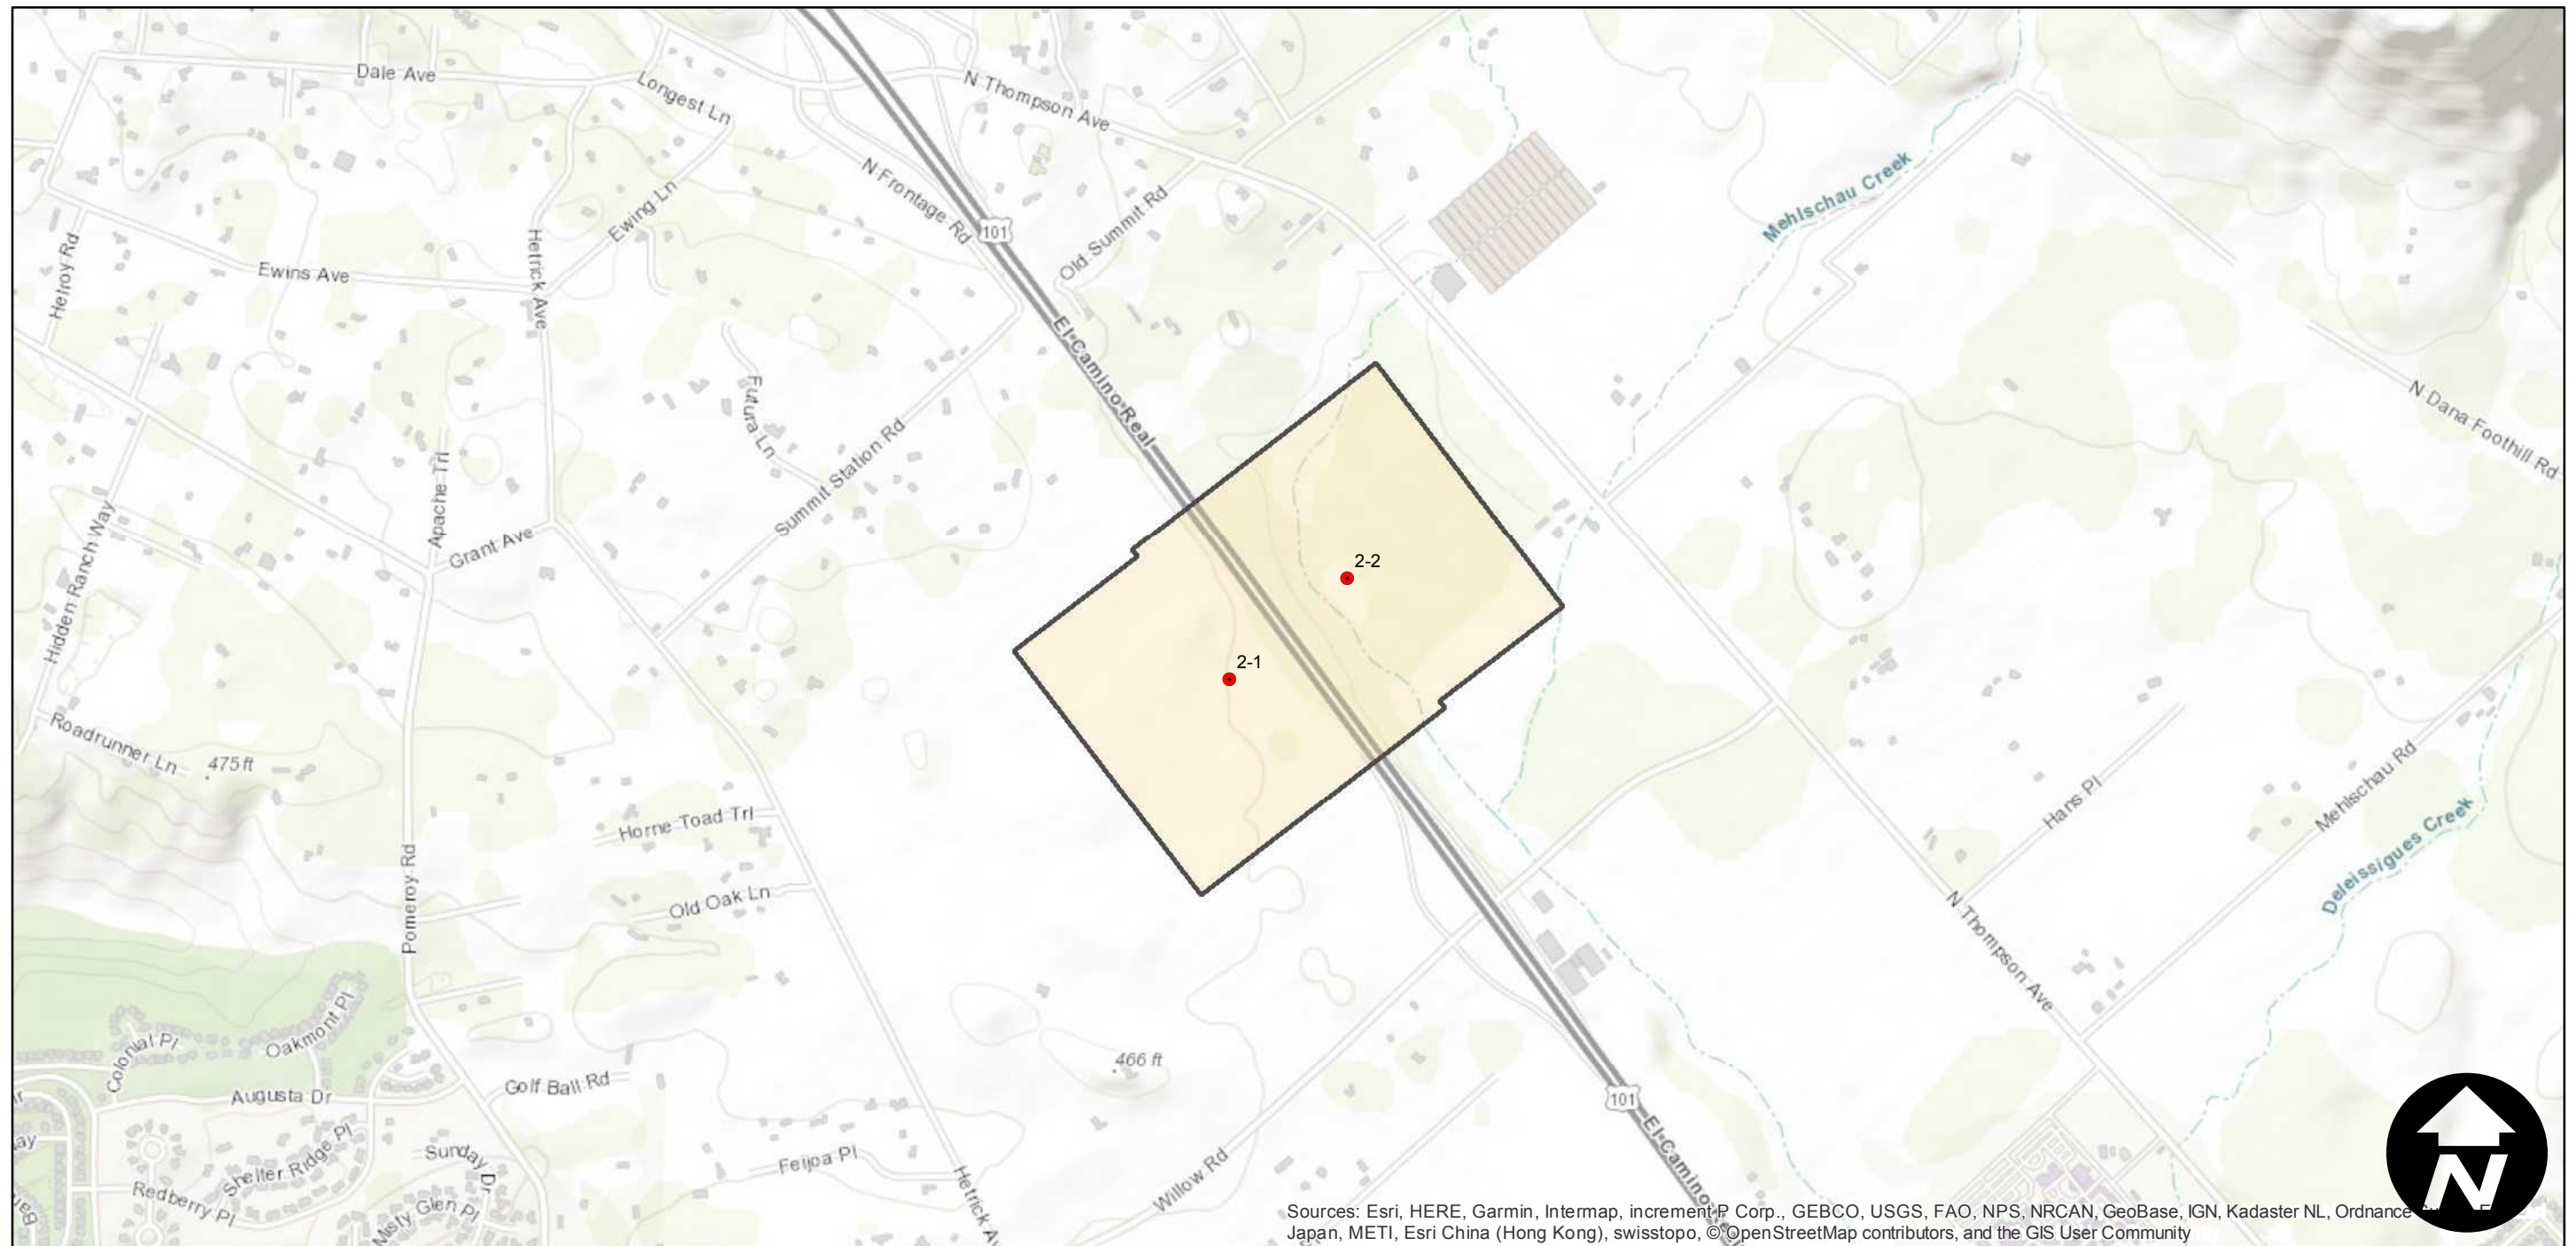 Dale Ave
Longest Ln
N Thompson Ave
N Frontage Rd
101
Old Summit Rd
Mehlschau Creek
Hetrick Ave
Ewing Ln
Helroy Rd
Ewins Ave
El Camino Real
Futura Ln
N Dana Foothill Rd
Apache Trl
Summit Station Rd
Grant Ave
Hidden Ranch Way
2-2
2-1
Roadrunner Ln
475 ft
Horne Toad Trl
Hans Pl
Mehlschau Rd
Deleissigues Creek
Pomeroy Rd
Old Oak Ln
N Thompson Ave
Colonial Pl
Oakmont Pl
466 ft
Golf Ball Rd
Augusta Dr
101
El Camino
Sunday Dr
Shelter Ridge Pl
Feijoa Pl
Redberry Pl
Misty Glen Pl
Hetrick Av
Willow Rd
N
Sources: Esri, HERE, Garmin, Intermap, increment P Corp., GEBCO, USGS, FAO, NPS, NRCAN, GeoBase, IGN, Kadaster NL, Ordnance
Japan, METI, Esri China (Hong Kong), swisstopo, © OpenStreetMap contributors, and the GIS User Community